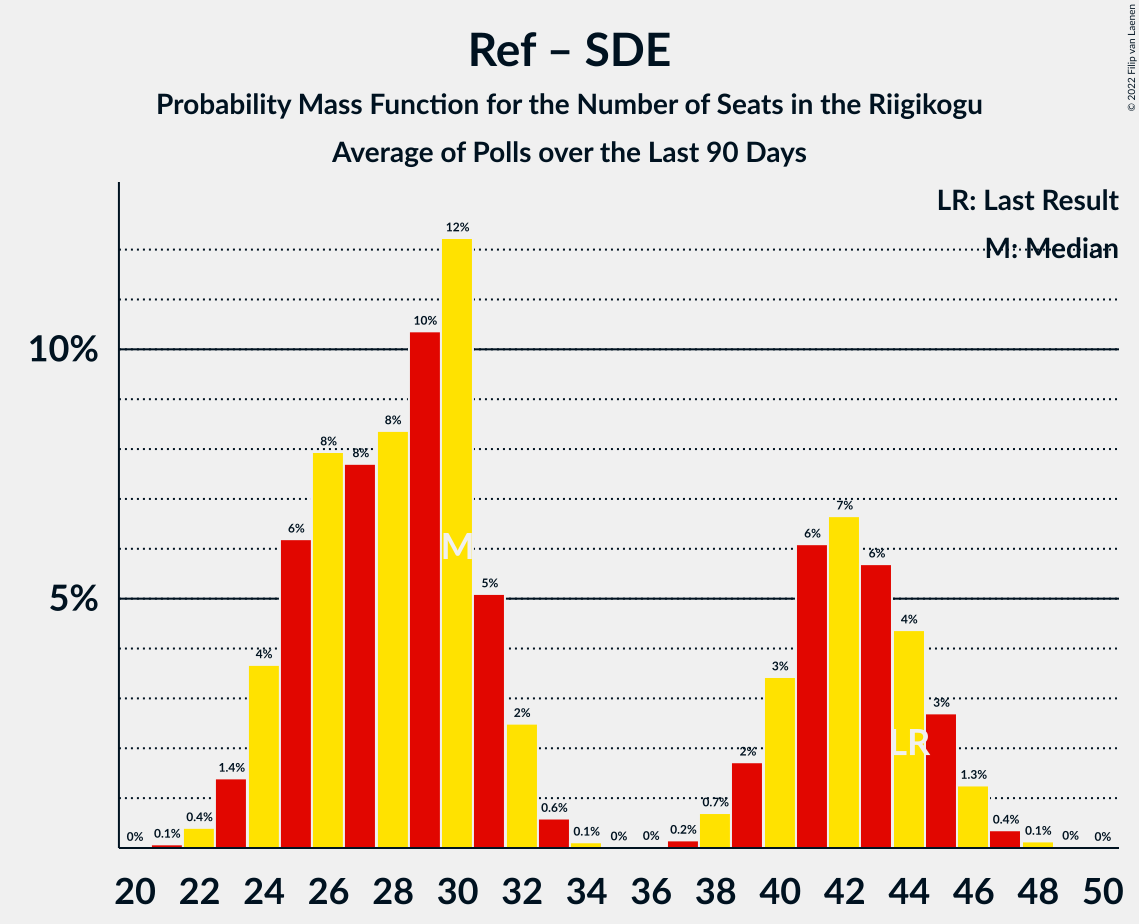 Ref – SDE
Probability Mass Function for the Number of Seats in the Riigikogu
Average of Polls over the Last 90 Days
© 2022 Filip van Laenen
LR: Last Result
M: Median
10%
5%
0% 0.1% 0.4% 1.4% 4% 6% 8% 8% 8% 10% 12% 5% 2% 0.6% 0.1% 0% 0% 0.2% 0.7% 2% 3% 6% 7% 6% 4% 3% 1.3% 0.4% 0.1% 0% 0%
M
LR
20 22 24 26 28 30 32 34 36 38 40 42 44 46 48 50